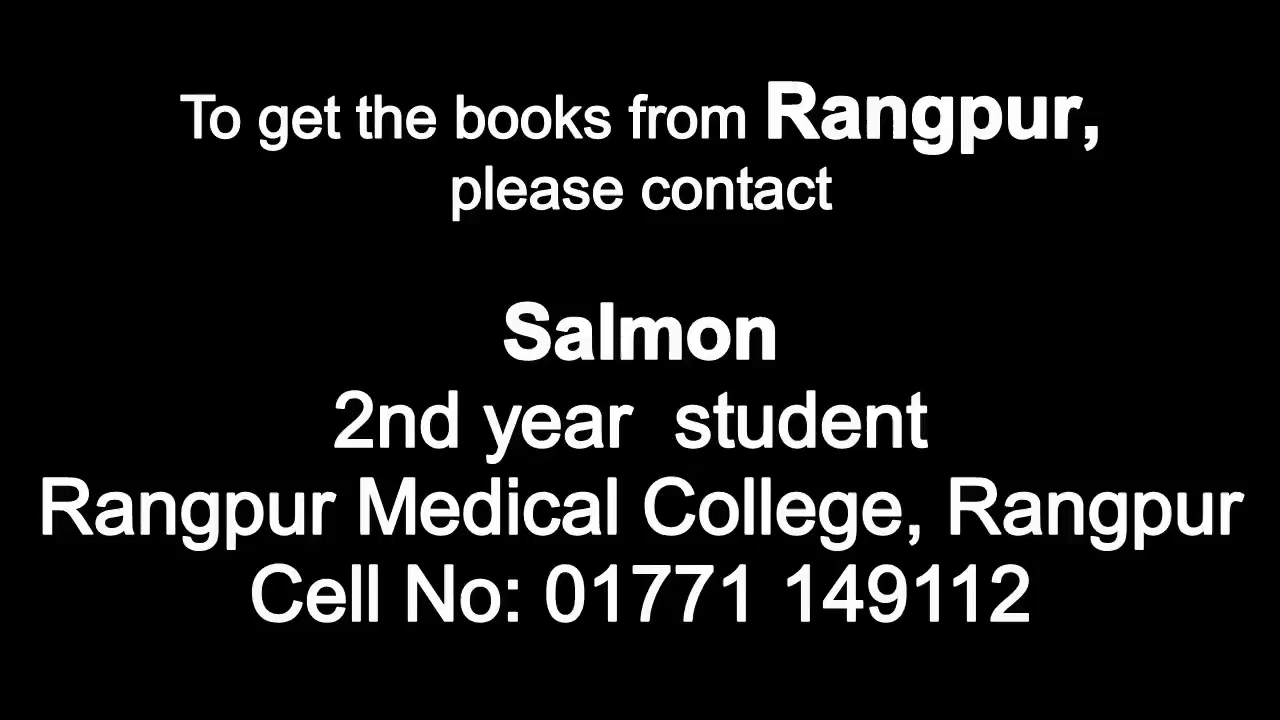 To get the books from Rangpur,
please contact
Salmon
2nd year student
Rangpur Medical College, Rangpur
Cell No: 01771 149112